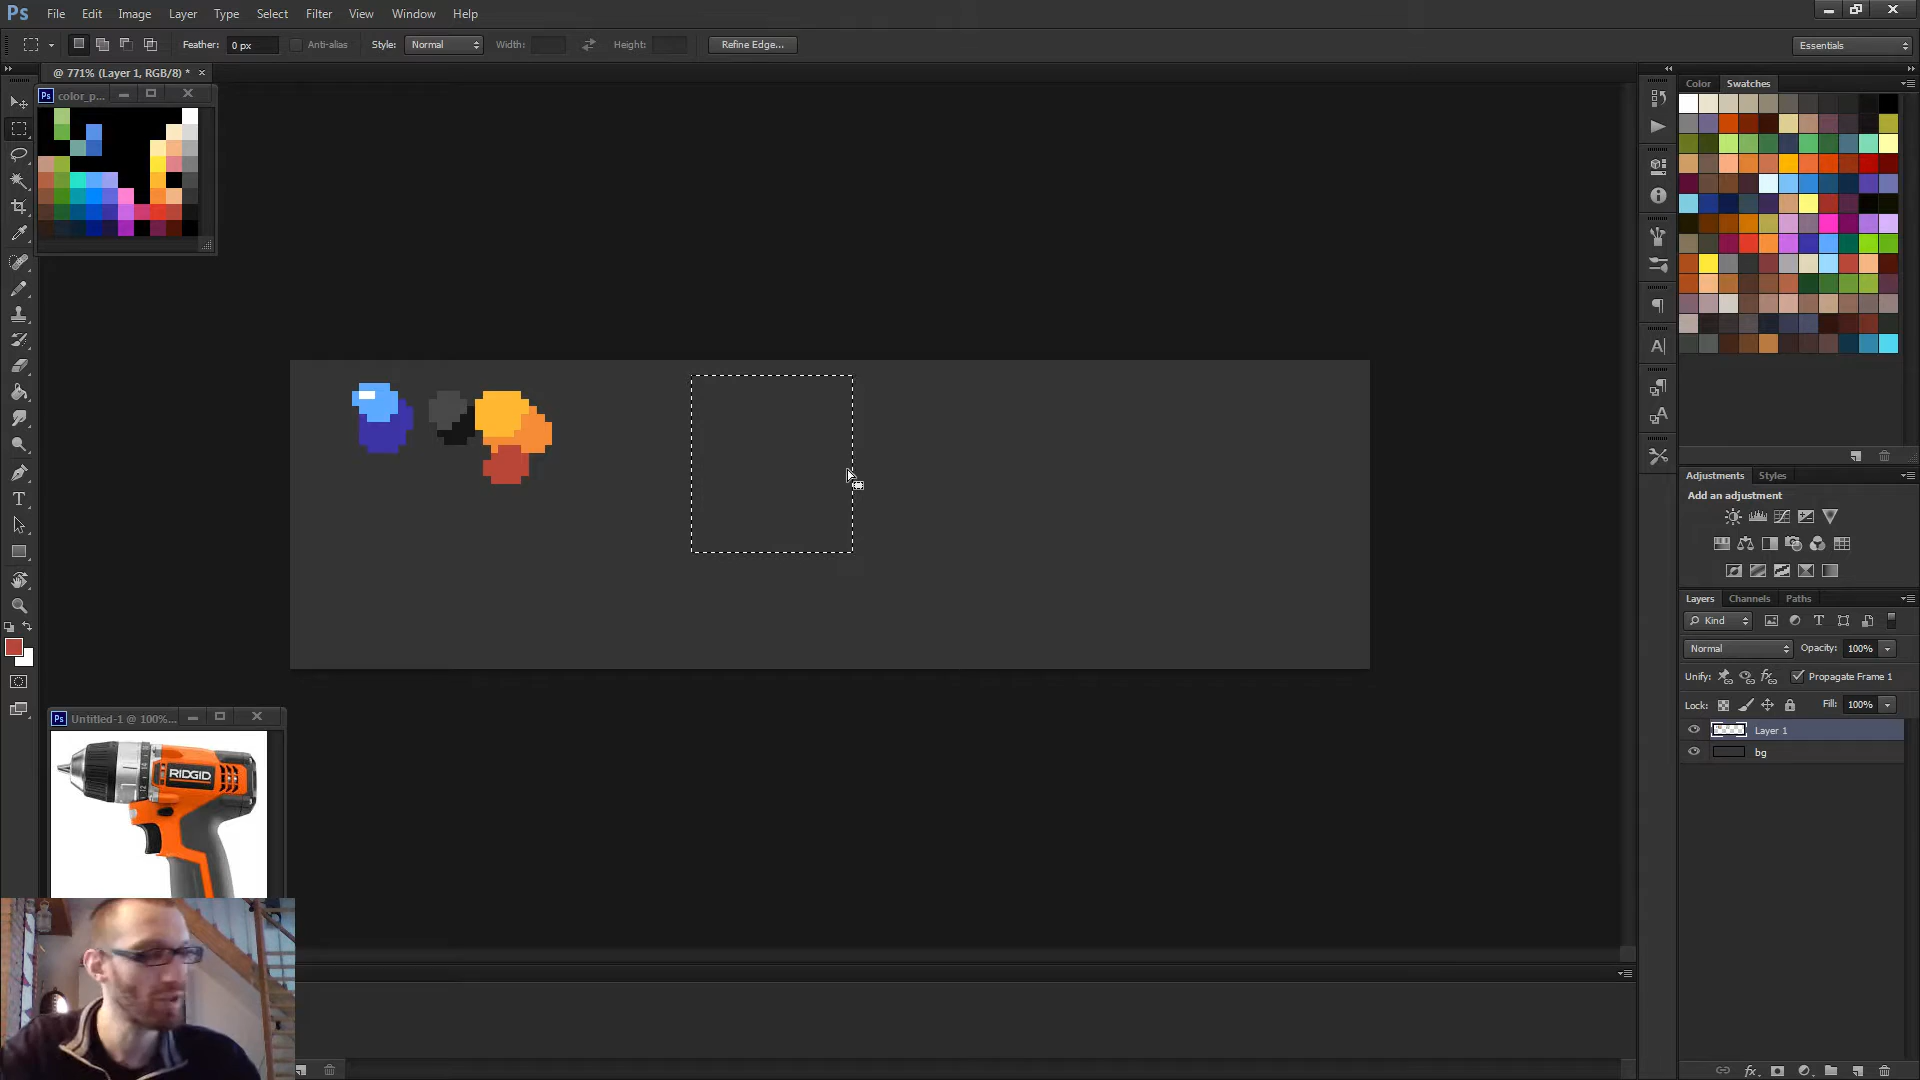 Ps File Edit Image Layer Type Select Filter View Window Help
Feather: 0 px Anti-alias Style: Normal Width: Height: Refine Edge... Essentials
@ 771% (Layer 1, RGB/8) * ×
Ps color_p...
Color Swatches
Adjustments Styles
Add an adjustment
Layers Channels Paths
Kind
Normal Opacity: 100%
Unify: Propagate Frame 1
Lock: Fill: 100%
Layer 1
bg
Ps Untitled-1 @ 100%...
RIDGID